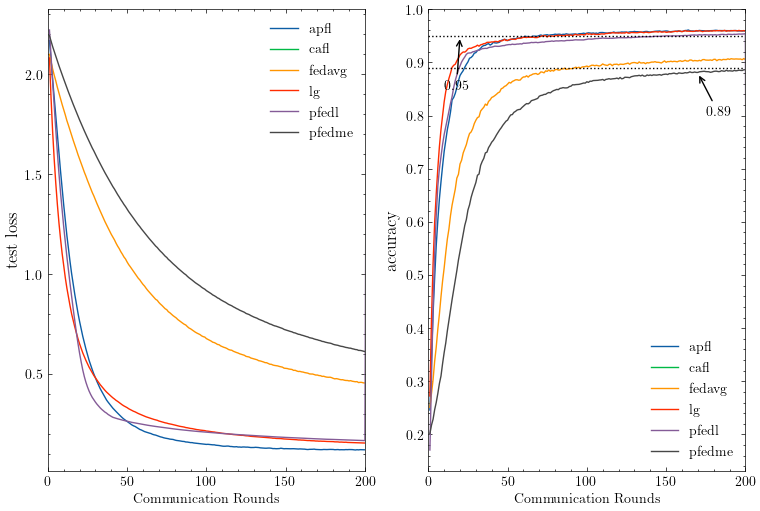 2.0
1.5
1.0
0.5
0
50
100
150
200
test loss
Communication Rounds
apfl
cafl
fedavg
lg
pfedl
pfedme
1.0
0.9
0.8
0.7
0.6
0.5
0.4
0.3
0.2
0
50
100
150
200
accuracy
Communication Rounds
0.95
0.89
apfl
cafl
fedavg
lg
pfedl
pfedme